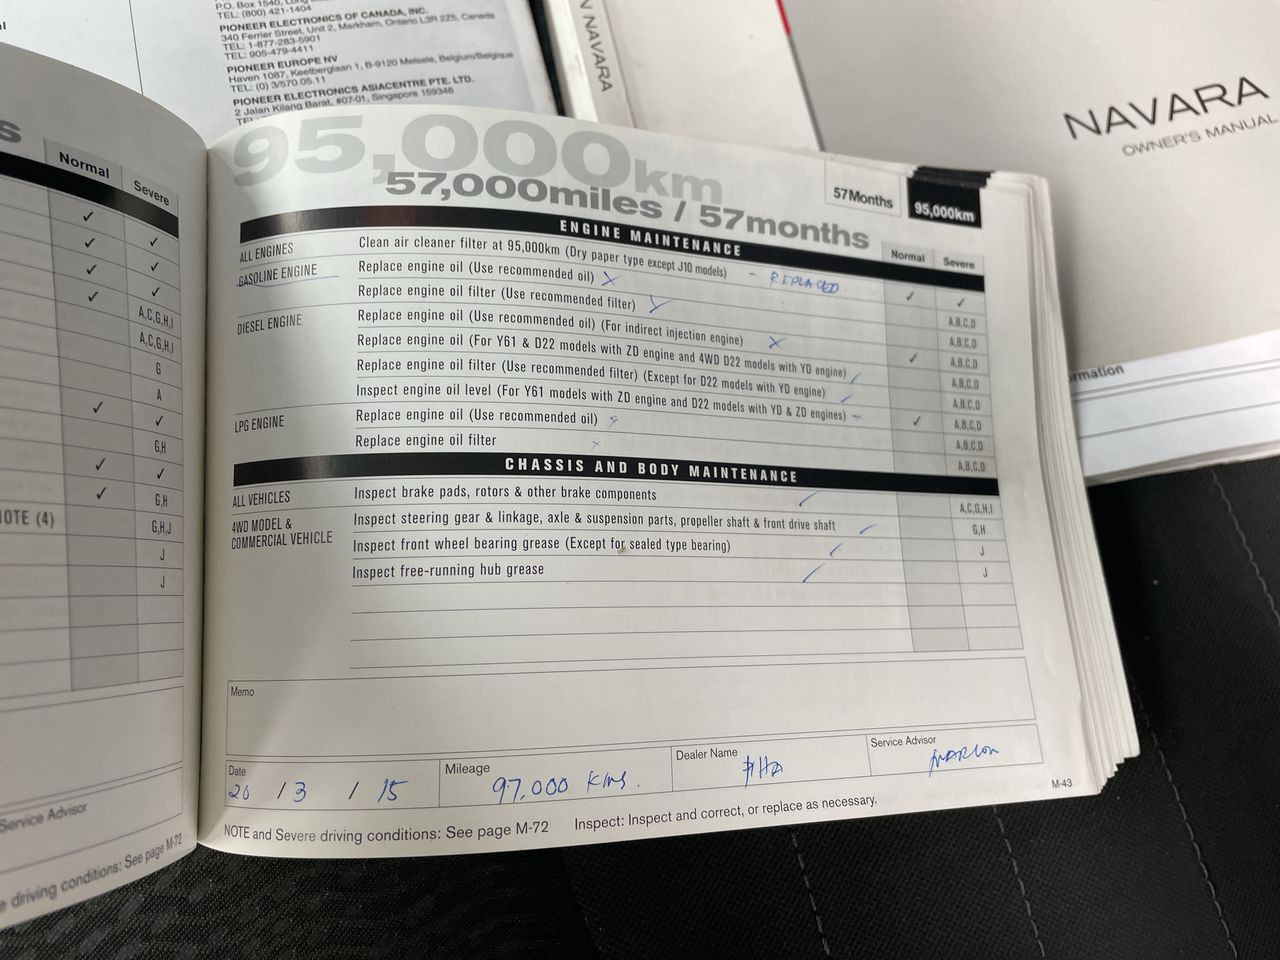 P.O. Box 1540, Long
TEL: (800) 421-1404
PIONEER ELECTRONICS OF CANADA, INC.
340 Ferrier Street, Unit 2, Markham, Ontario L3R 2Z5, Canada
TEL: 1-877-283-5901
TEL: 905-479-4411
PIONEER EUROPE NV
Haven 1087, Keetberglaan 1, B-9120 Melsele, Belgium/Belgique
TEL: (0) 3/570.05.11
PIONEER ELECTRONICS ASIACENTRE PTE. LTD.
2 Jalan Kilang Barat, #07-01, Singapore 159346
NAVARA
NAVARA
OWNER'S MANUAL
Normal Severe
✓
✓ ✓
✓ ✓
✓ ✓
A,C,G,H,I
A,C,G,H,I
G
A
✓ ✓
G,H
✓ ✓
✓ G,H
NOTE (4) G,H,J
J
J
Service Advisor
driving conditions: See page M-72
95,000km
57,000miles / 57months
57Months 95,000km
ENGINE MAINTENANCE Normal Severe
ALL ENGINES Clean air cleaner filter at 95,000km (Dry paper type except J10 models) - REPLACED ✓ ✓
GASOLINE ENGINE Replace engine oil (Use recommended oil) A,B,C,D
Replace engine oil filter (Use recommended filter) A,B,C,D
DIESEL ENGINE Replace engine oil (Use recommended oil) (For indirect injection engine) ✓ A,B,C,D
Replace engine oil (For Y61 & D22 models with ZD engine and 4WD D22 models with YD engine) A,B,C,D
Replace engine oil filter (Use recommended filter) (Except for D22 models with YD engine) A,B,C,D
Inspect engine oil level (For Y61 models with ZD engine and D22 models with YD & ZD engines) ✓ A,B,C,D
LPG ENGINE Replace engine oil (Use recommended oil) A,B,C,D
Replace engine oil filter A,B,C,D
CHASSIS AND BODY MAINTENANCE
ALL VEHICLES Inspect brake pads, rotors & other brake components A,C,G,H,I
4WD MODEL & COMMERCIAL VEHICLE Inspect steering gear & linkage, axle & suspension parts, propeller shaft & front drive shaft G,H
Inspect front wheel bearing grease (Except for sealed type bearing) J
Inspect free-running hub grease J
Memo
Date 20 / 3 / 15 Mileage 97,000 Kms. Dealer Name Service Advisor MARLON
NOTE and Severe driving conditions: See page M-72 Inspect: Inspect and correct, or replace as necessary. M-43